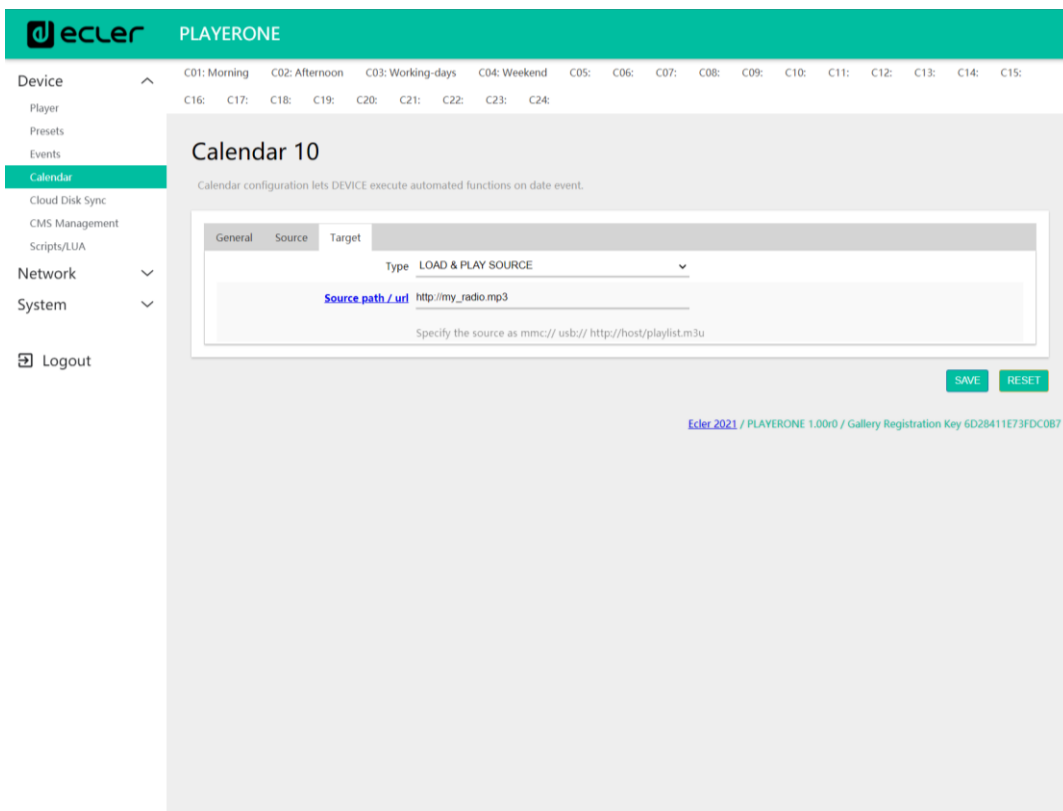 ecler PLAYERONE
Device
Player
Presets
Events
Calendar
Cloud Disk Sync
CMS Management
Scripts/LUA
Network
System
Logout
C01: Morning C02: Afternoon C03: Working-days C04: Weekend C05: C06: C07: C08: C09: C10: C11: C12: C13: C14: C15:
C16: C17: C18: C19: C20: C21: C22: C23: C24:
Calendar 10
Calendar configuration lets DEVICE execute automated functions on date event.
General Source Target
Type LOAD & PLAY SOURCE
Source path / url http://my_radio.mp3
Specify the source as mmc:// usb:// http://host/playlist.m3u
SAVE RESET
Ecler 2021 / PLAYERONE 1.00r0 / Gallery Registration Key 6D28411E73FDC0B7